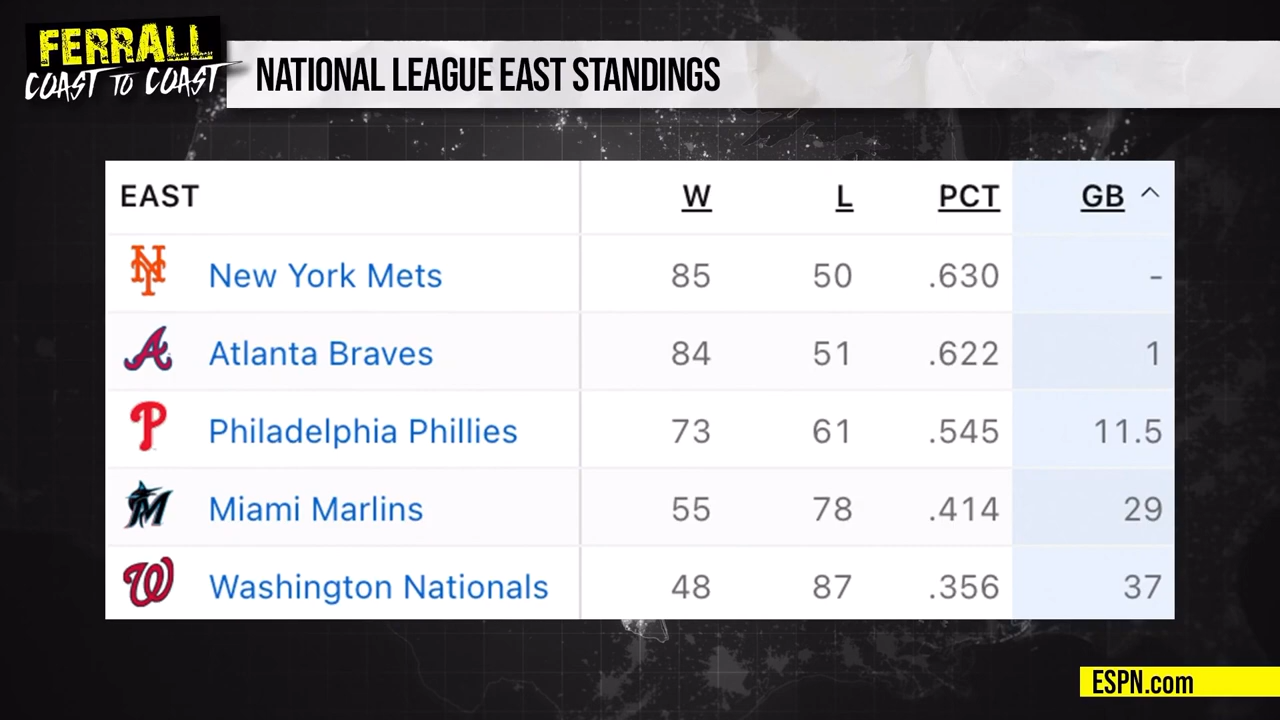 FERRALL
COAST TO COAST
NATIONAL LEAGUE EAST STANDINGS
EAST W L PCT GB
New York Mets 85 50 .630 -
Atlanta Braves 84 51 .622 1
Philadelphia Phillies 73 61 .545 11.5
Miami Marlins 55 78 .414 29
Washington Nationals 48 87 .356 37
ESPN.com